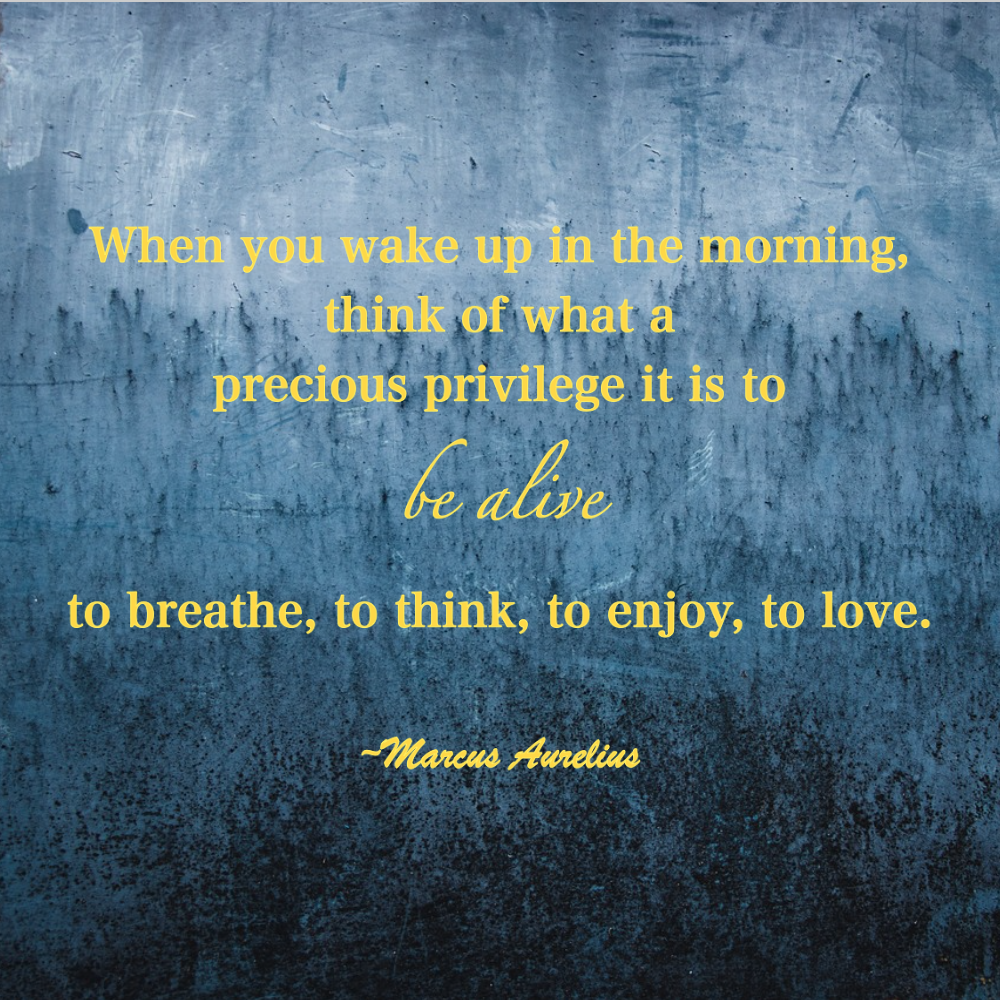 When you wake up in the morning,
think of what a
precious privilege it is to
be alive
to breathe, to think, to enjoy, to love.
~Marcus Aurelius